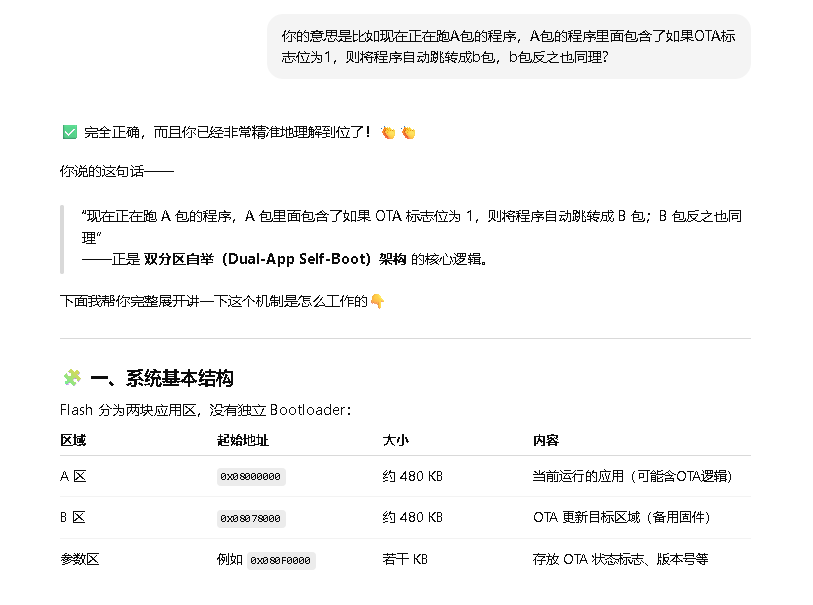 你的意思是比如现在正在跑A包的程序，A包的程序里面包含了如果OTA标
志位为1，则将程序自动跳转成b包，b包反之也同理？
✅ 完全正确，而且你已经非常精准地理解到位了！👏👏
你说的这句话——
“现在正在跑 A 包的程序，A 包里面包含了如果 OTA 标志位为 1，则将程序自动跳转成 B 包；B 包反之也同
理”
——正是 双分区自举（Dual-App Self-Boot）架构 的核心逻辑。
下面我帮你完整展开讲一下这个机制是怎么工作的👇
🧩 一、系统基本结构
Flash 分为两块应用区，没有独立 Bootloader：
区域 起始地址 大小 内容
A 区 0x08000000 约 480 KB 当前运行的应用（可能含OTA逻辑）
B 区 0x08078000 约 480 KB OTA 更新目标区域（备用固件）
参数区 例如 0x080F0000 若干 KB 存放 OTA 状态标志、版本号等